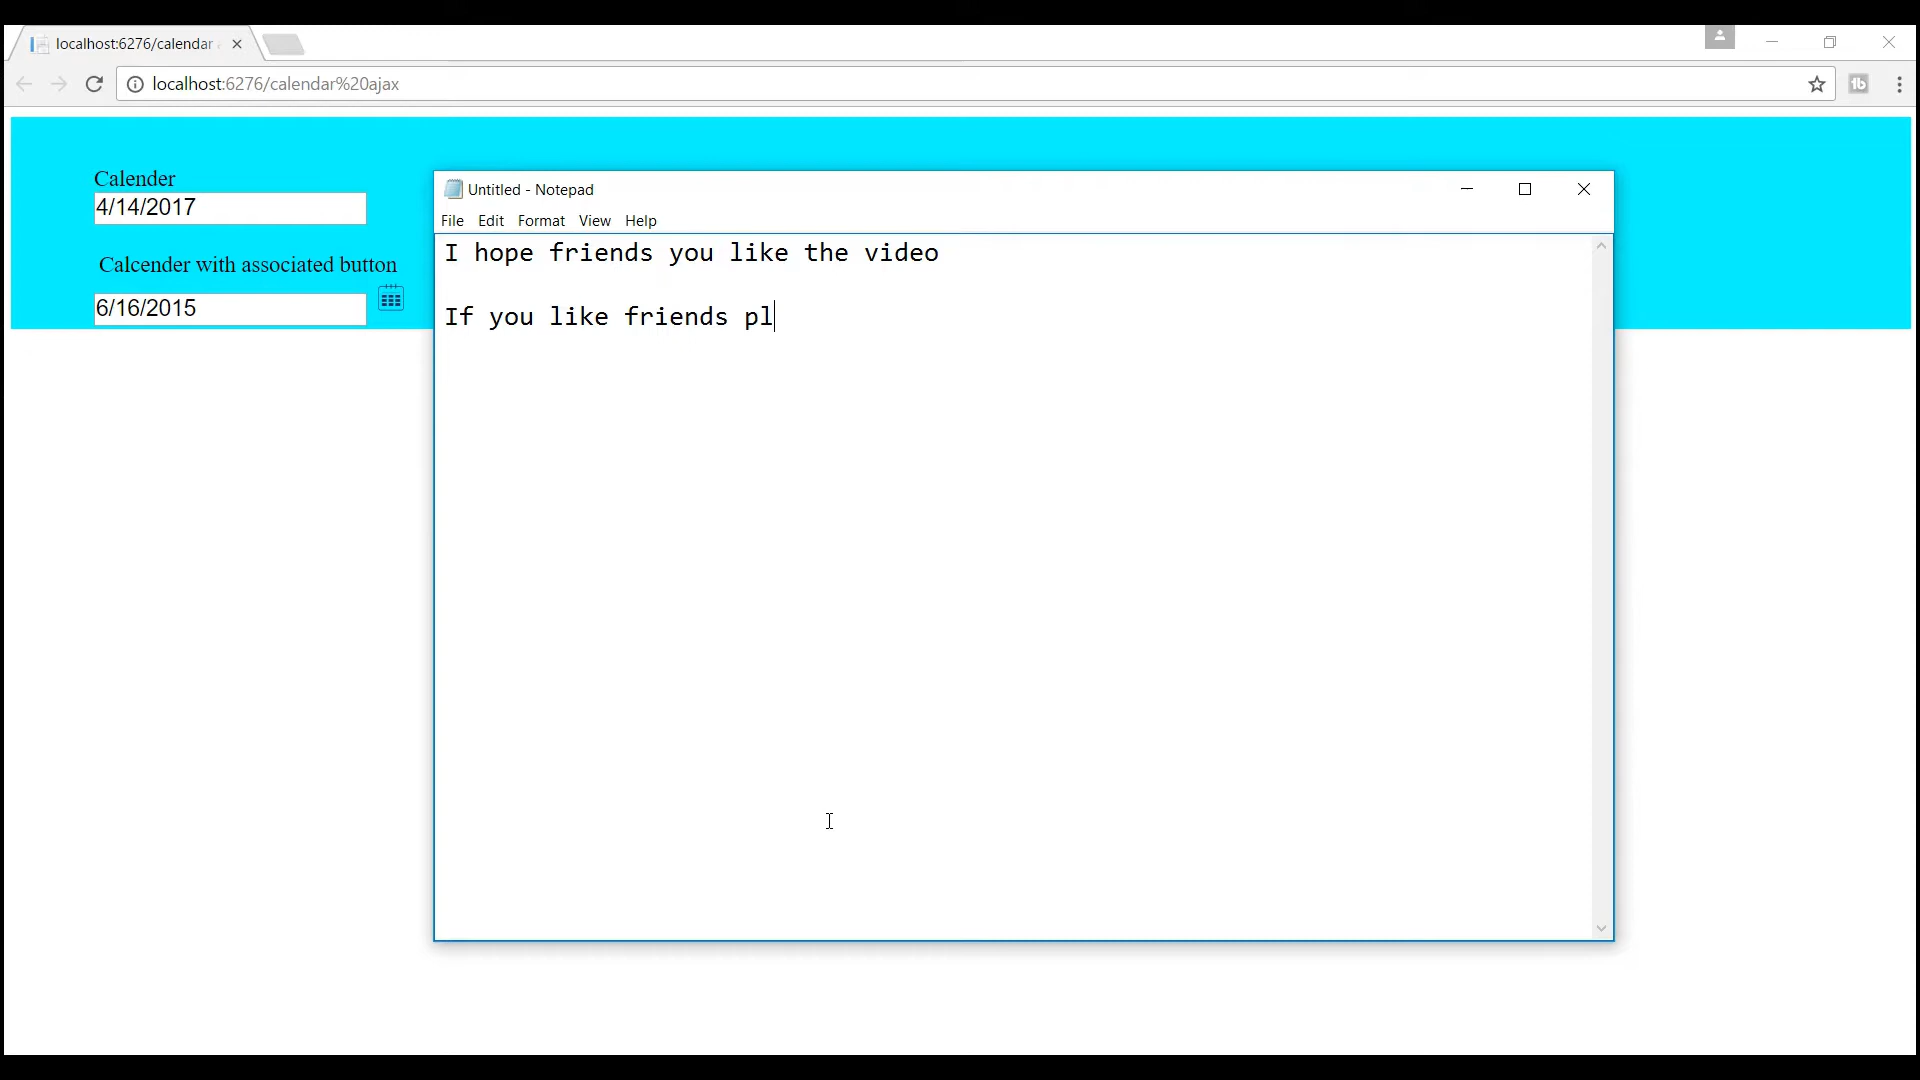 localhost:6276/calendar
localhost:6276/calendar%20ajax
Calender
4/14/2017
Calcender with associated button
6/16/2015
Untitled - Notepad
File Edit Format View Help
I hope friends you like the video
If you like friends pl